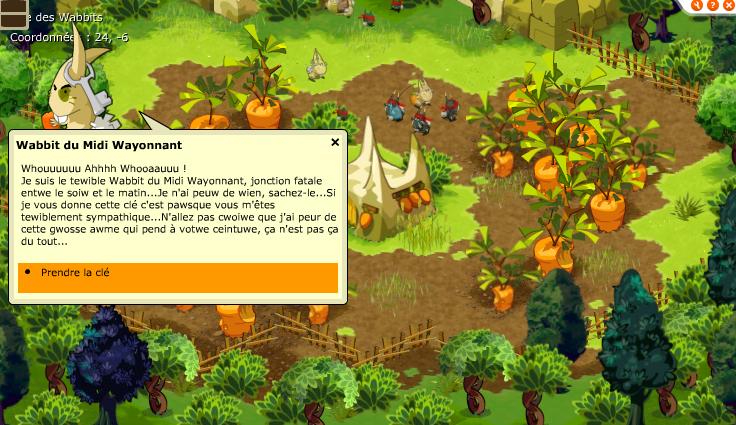 e des Wabbits
Coordonnées : 24, -6
Wabbit du Midi Wayonnant
Whouuuuuu Ahhhh Whooaauuu !
Je suis le tewible Wabbit du Midi Wayonnant, jonction fatale
entwe le soiw et le matin...Je n'ai peuw de wien, sachez-le...Si
je vous donne cette clé c'est pawsque vous m'êtes
tewiblement sympathique...N'allez pas cwoiwe que j'ai peur de
cette gwosse awme qui pend à votwe ceintuwe, ça n'est pas ça
du tout...
• Prendre la clé